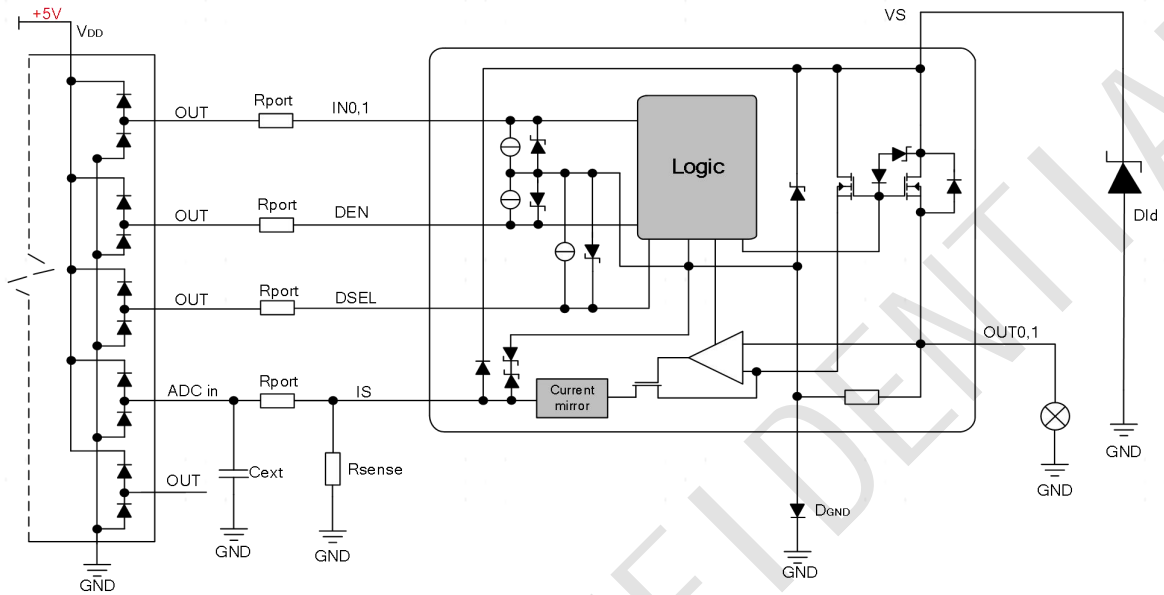 +5V
VDD
VS
OUT
Rport
IN0,1
Logic
OUT
Rport
DEN
Dld
OUT
Rport
DSEL
OUT0,1
ADC in
Rport
IS
Current
mirror
OUT
Cext
Rsense
GND
GND
DGND
GND
GND
GND
GND
FIDENTIAL